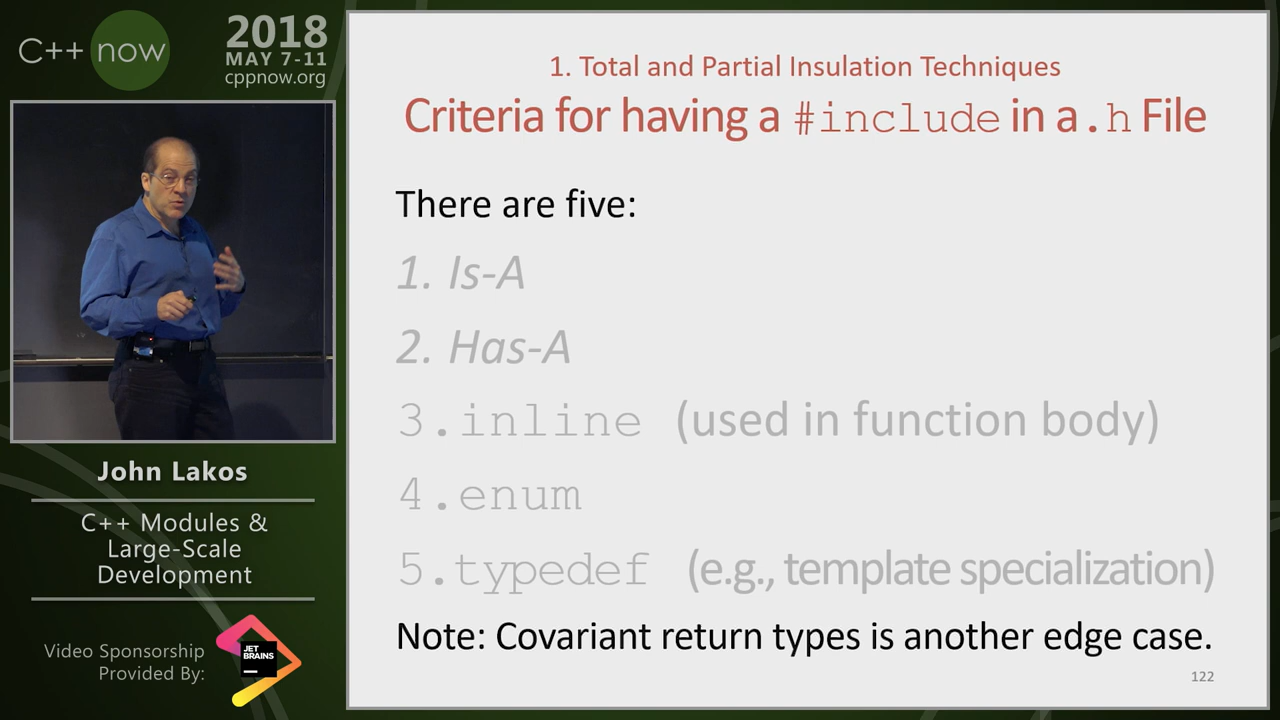 C++ now
2018
MAY 7-11
cppnow.org
John Lakos
C++ Modules &
Large-Scale
Development
Video Sponsorship
Provided By:
JET
BRAINS
1. Total and Partial Insulation Techniques
Criteria for having a #include in a .h File
There are five:
1. Is-A
2. Has-A
3. inline (used in function body)
4. enum
5. typedef (e.g., template specialization)
Note: Covariant return types is another edge case.
122